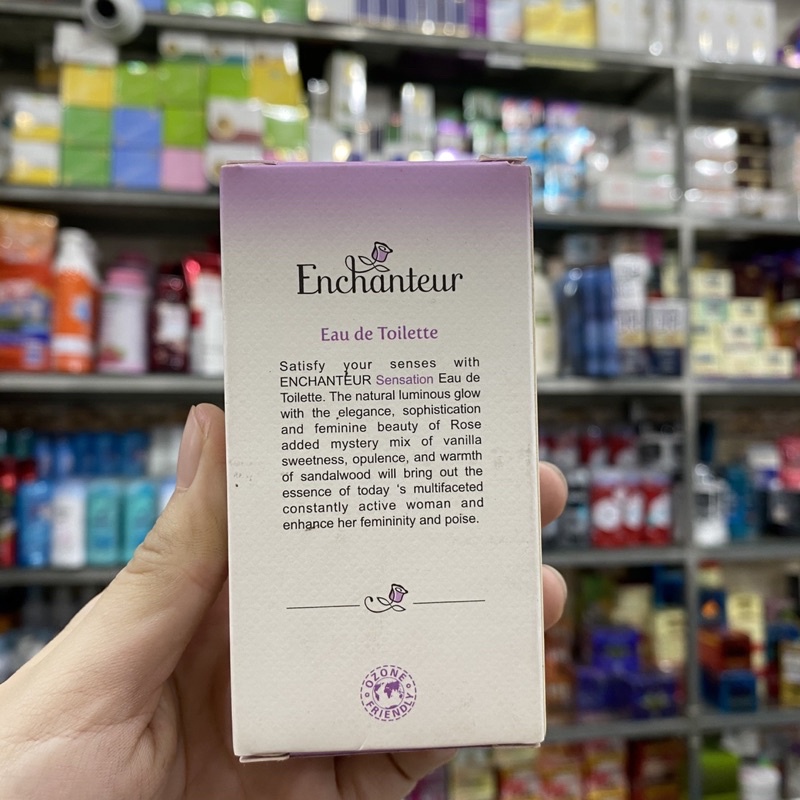 Enchanteur
Eau de Toilette
Satisfy your senses with
ENCHANTEUR Sensation Eau de
Toilette. The natural luminous glow
with the elegance, sophistication
and feminine beauty of Rose
added mystery mix of vanilla
sweetness, opulence, and warmth
of sandalwood will bring out the
essence of today 's multifaceted
constantly active woman and
enhance her femininity and poise.
OZONE
FRIENDLY